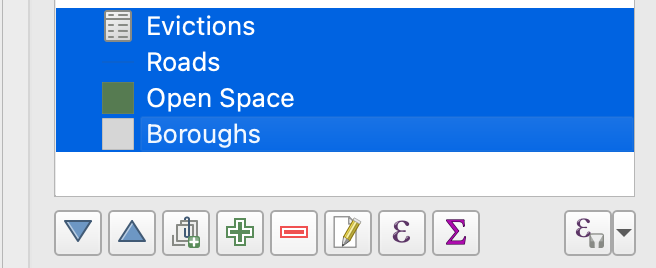 Evictions
Roads
Open Space
Boroughs
ε Σ ε